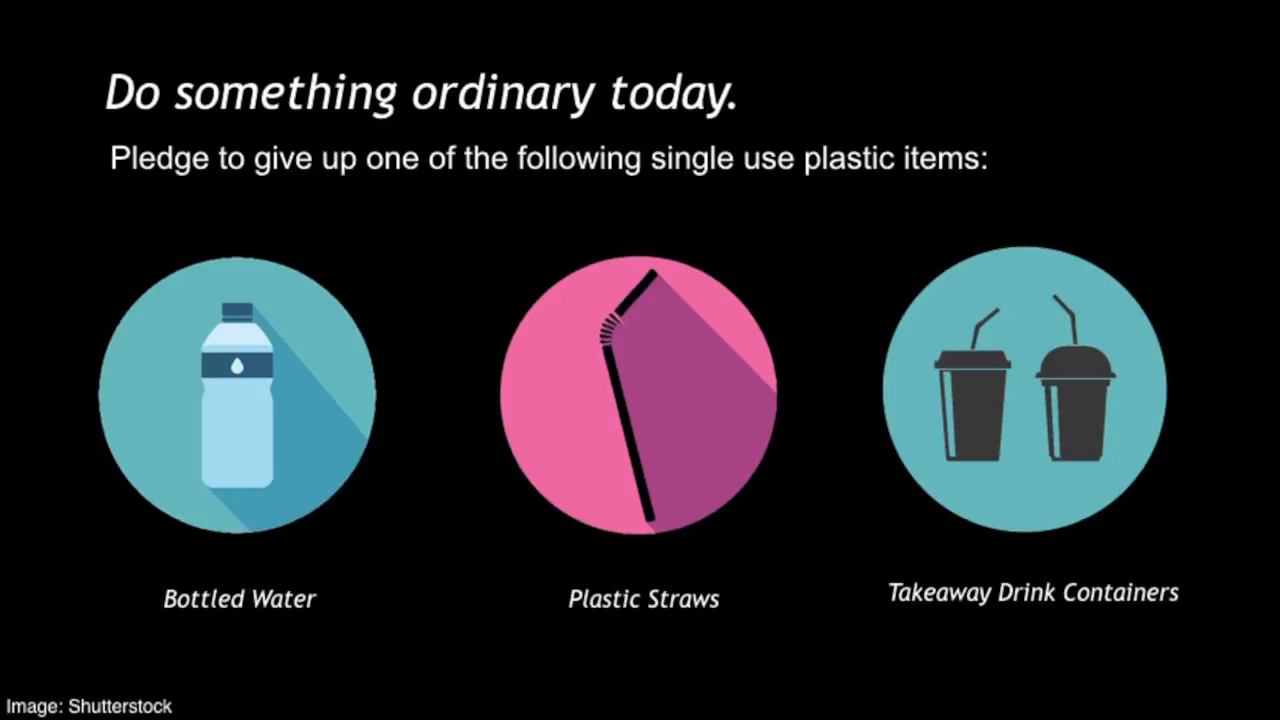 Do something ordinary today.
Pledge to give up one of the following single use plastic items:
Bottled Water
Plastic Straws
Takeaway Drink Containers
Image: Shutterstock